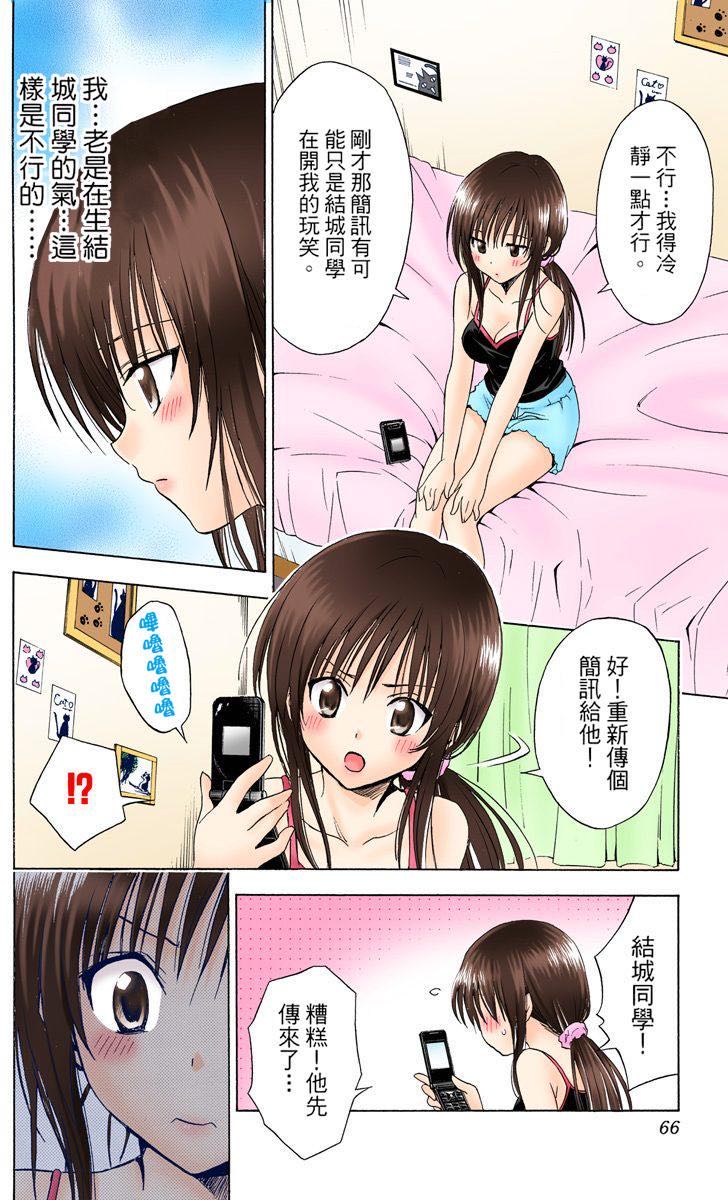 不行…我得冷
靜一點才行。
剛才那簡訊有可
能只是結城同學
在開我的玩笑。
我…老是在生結
城同學的氣…這
樣是不行的……
Cat
好！重新傳個
簡訊給他！
嗶嚕嚕嚕嚕
Cat
!?
結城同學！
糟糕！他先
傳來了…
66